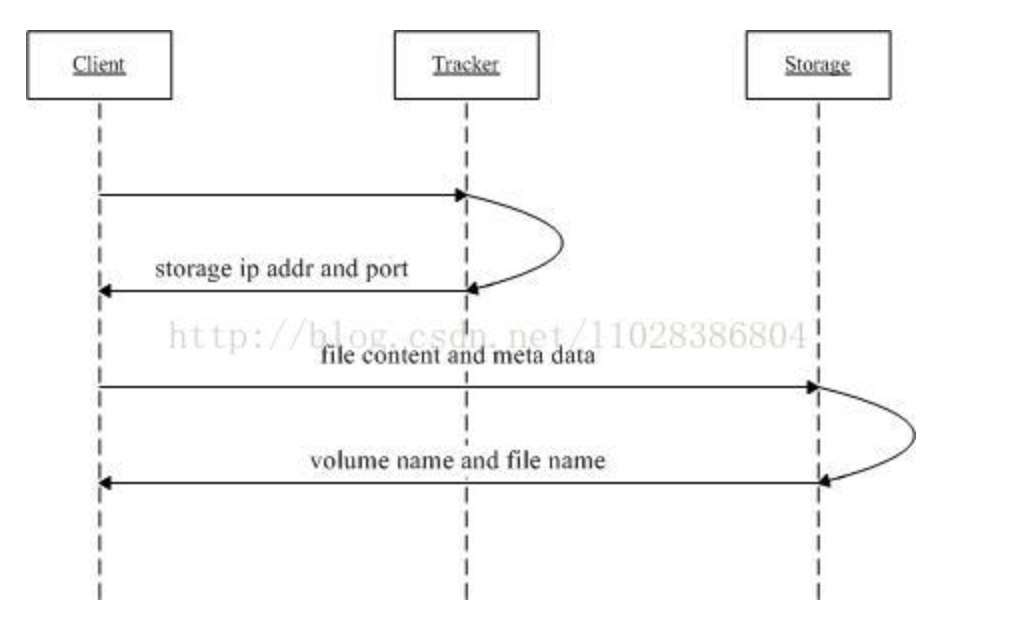 Client
Tracker
Storage
storage ip addr and port
http://blog.csdn.net/l1028386804
file content and meta data
volume name and file name